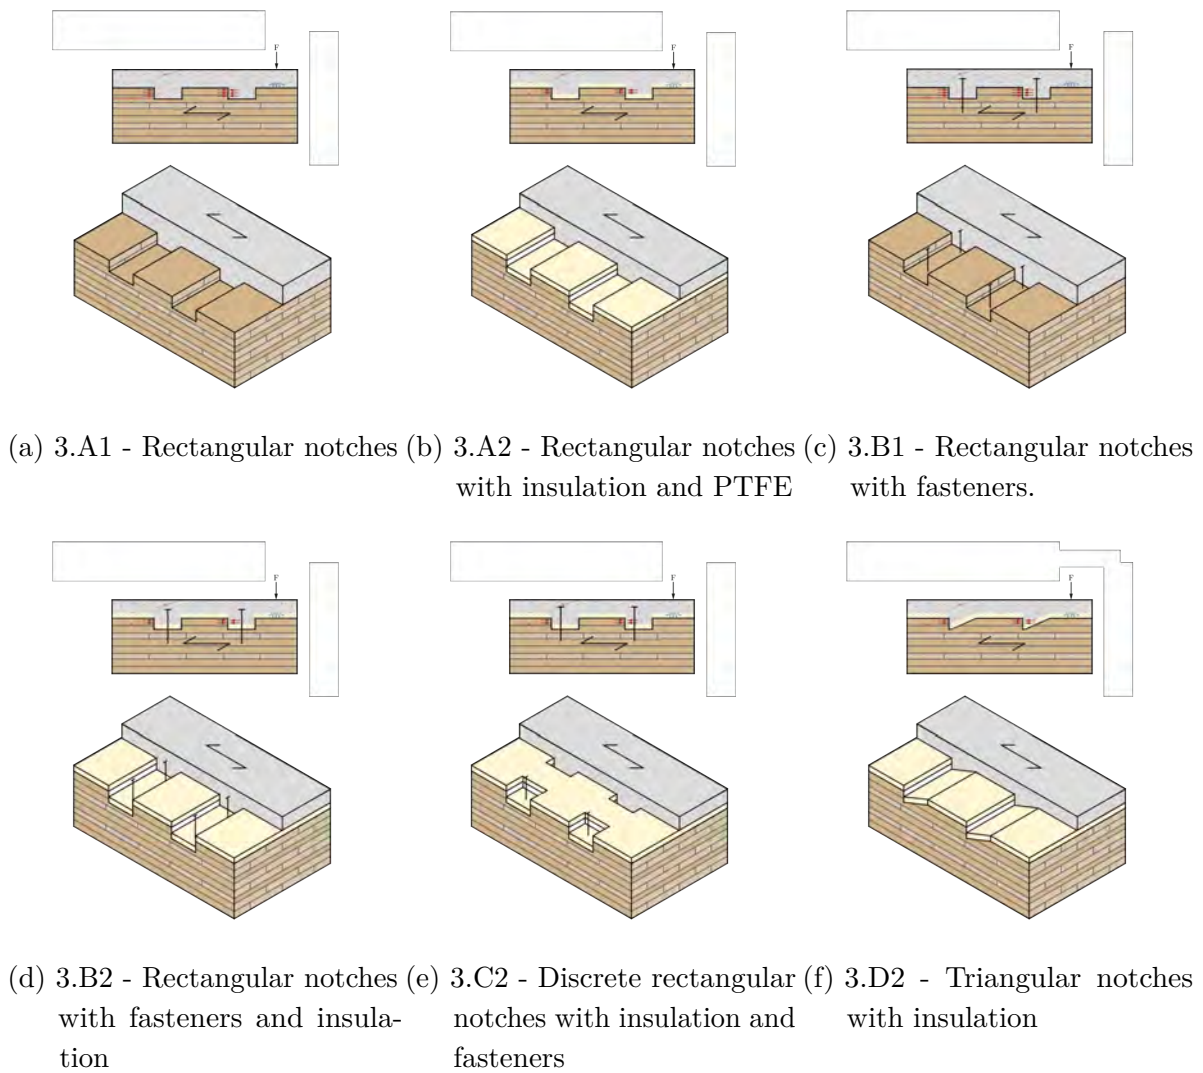 F
F
F
(a) 3.A1 - Rectangular notches
(b) 3.A2 - Rectangular notches
with insulation and PTFE
(c) 3.B1 - Rectangular notches
with fasteners.
F
F
F
(d) 3.B2 - Rectangular notches
with fasteners and insula-
tion
(e) 3.C2 - Discrete rectangular
notches with insulation and
fasteners
(f) 3.D2 - Triangular notches
with insulation